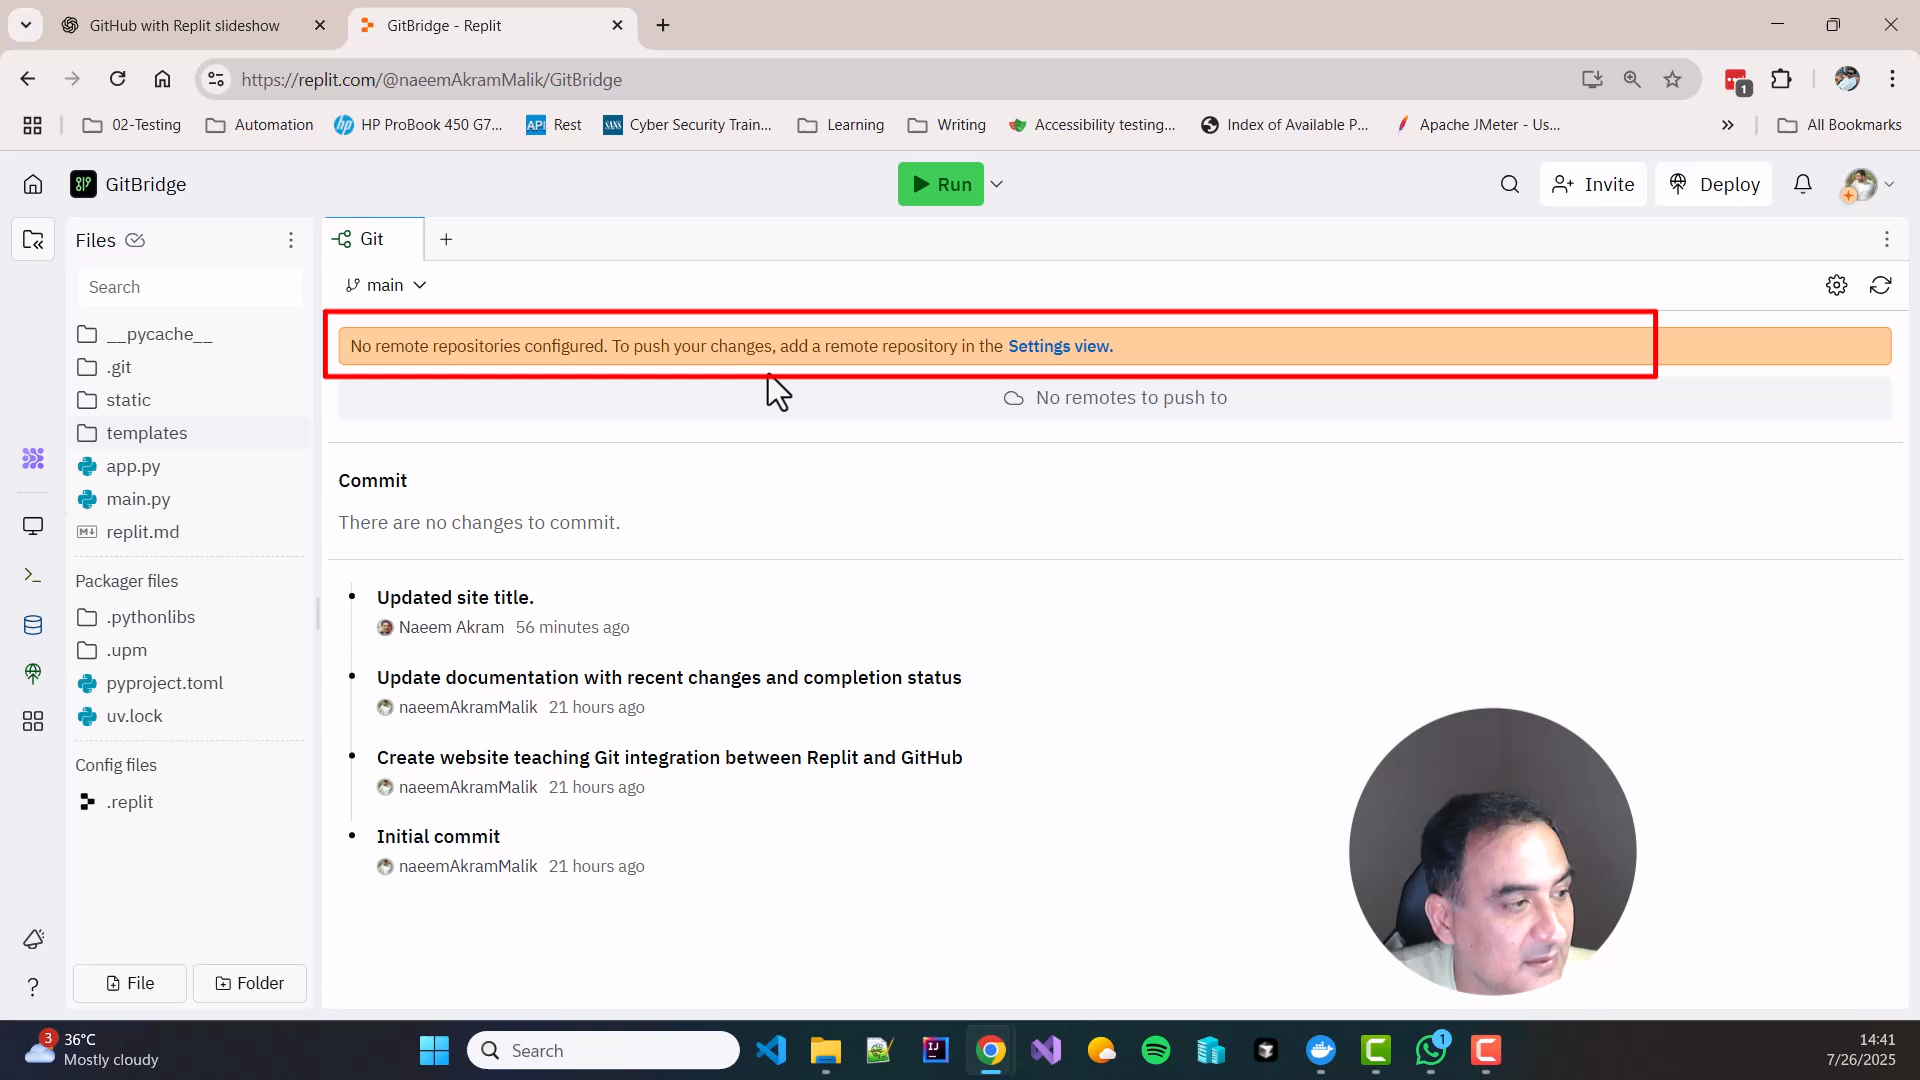 GitHub with Replit slideshow
GitBridge - Replit
https://replit.com/@naeemAkramMalik/GitBridge
1
02-Testing
Automation
HP ProBook 450 G7...
API Rest
SANS Cyber Security Train...
Learning
Writing
Accessibility testing...
Index of Available P...
Apache JMeter - Us...
All Bookmarks
GitBridge
Run
Invite
Deploy
Files
Search
__pycache__
.git
static
templates
app.py
main.py
replit.md
Packager files
.pythonlibs
.upm
pyproject.toml
uv.lock
Config files
.replit
File
Folder
Git
main
No remote repositories configured. To push your changes, add a remote repository in the Settings view.
No remotes to push to
Commit
There are no changes to commit.
Updated site title.
Naeem Akram 56 minutes ago
Update documentation with recent changes and completion status
naeemAkramMalik 21 hours ago
Create website teaching Git integration between Replit and GitHub
naeemAkramMalik 21 hours ago
Initial commit
naeemAkramMalik 21 hours ago
3
36°C
Mostly cloudy
Search
IJ
1
14:41
7/26/2025